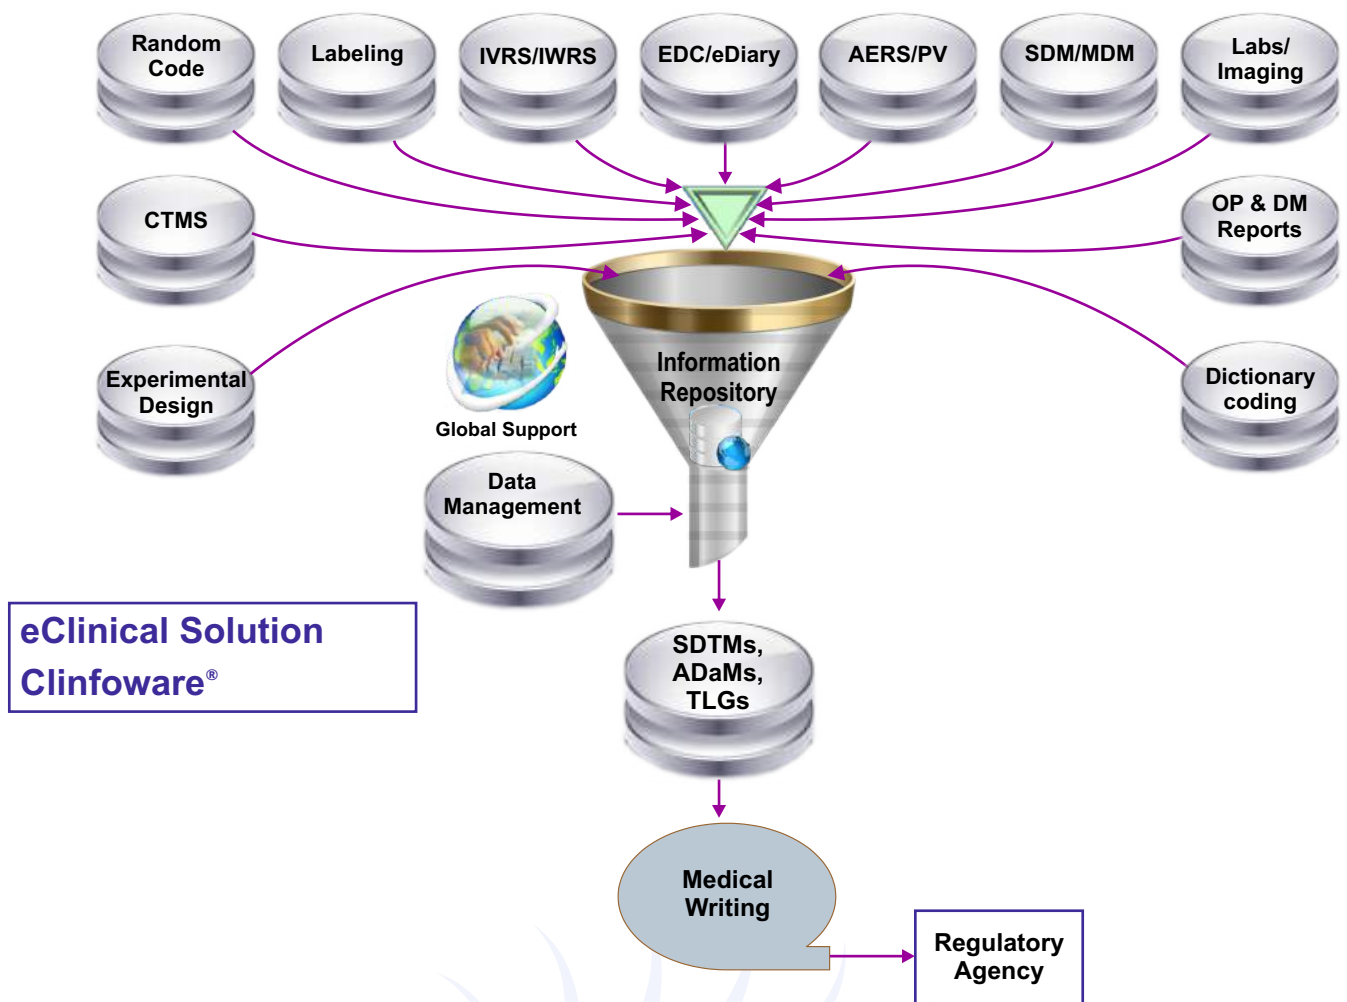 Random
Code
Labeling
IVRS/IWRS
EDC/eDiary
AERS/PV
SDM/MDM
Labs/
Imaging
CTMS
OP & DM
Reports
Experimental
Design
Information
Repository
Dictionary
coding
Global Support
Data
Management
eClinical Solution
Clinfoware®
SDTMs,
ADaMs,
TLGs
Medical
Writing
Regulatory
Agency